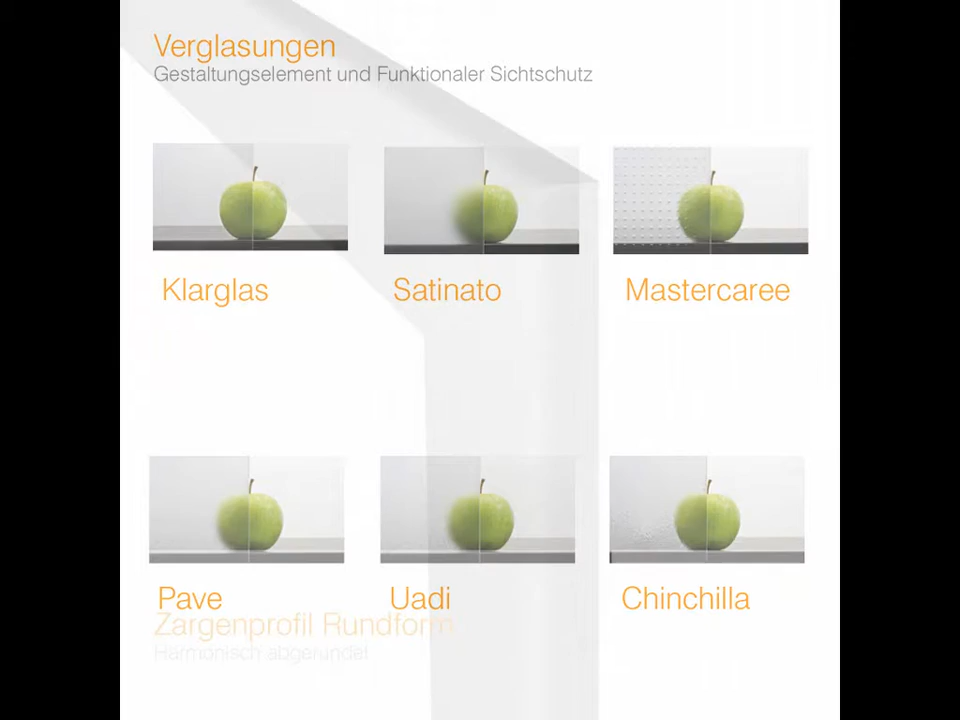 Verglasungen
Gestaltungselement und Funktionaler Sichtschutz
Klarglas
Satinato
Mastercaree
Pave
Uadi
Chinchilla
Zargenprofil Rundform
Harmonisch abgerundet